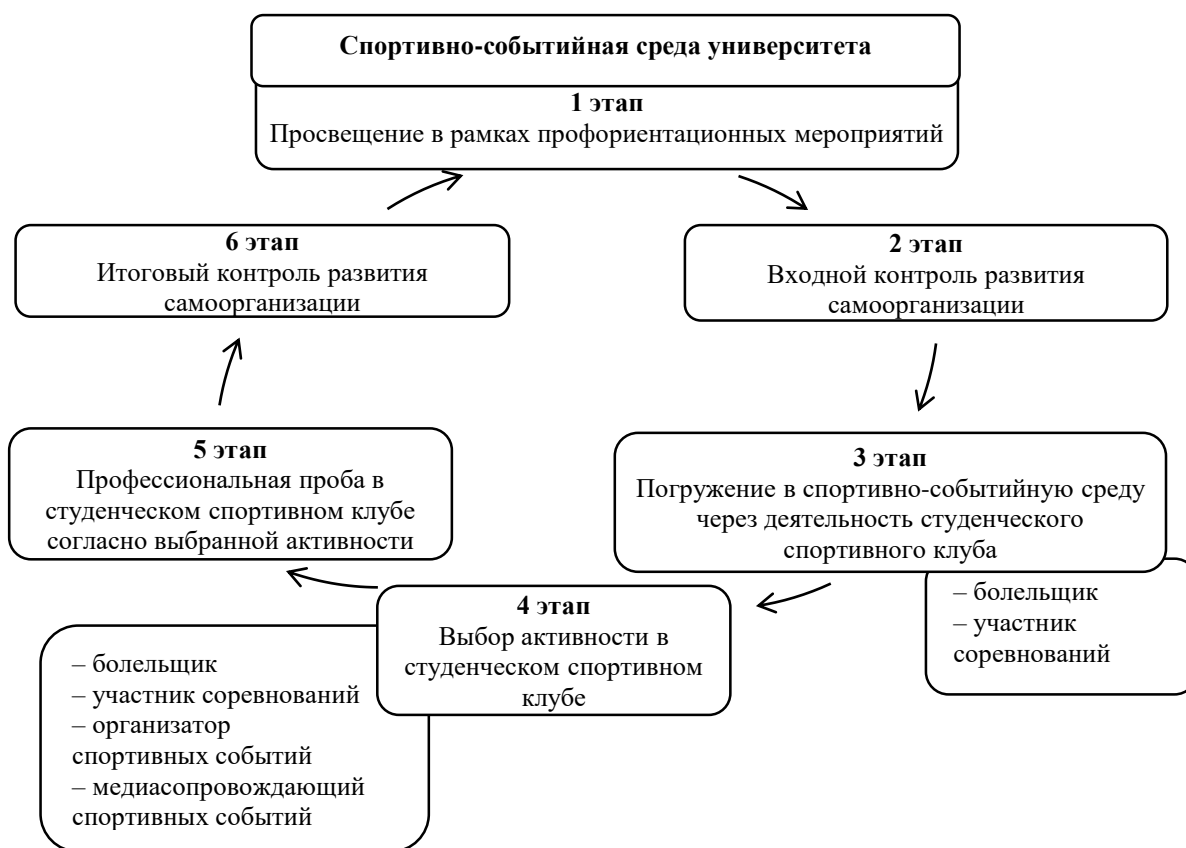 Спортивно-событийная среда университета
1 этап
Просвещение в рамках профориентационных мероприятий
2 этап
Входной контроль развития
самоорганизации
3 этап
Погружение в спортивно-событийную среду
через деятельность студенческого
спортивного клуба
– болельщик
– участник
соревнований
4 этап
Выбор активности в
студенческом спортивном
клубе
– болельщик
– участник соревнований
– организатор
спортивных событий
– медиасопровождающий
спортивных событий
5 этап
Профессиональная проба в
студенческом спортивном клубе
согласно выбранной активности
6 этап
Итоговый контроль развития
самоорганизации